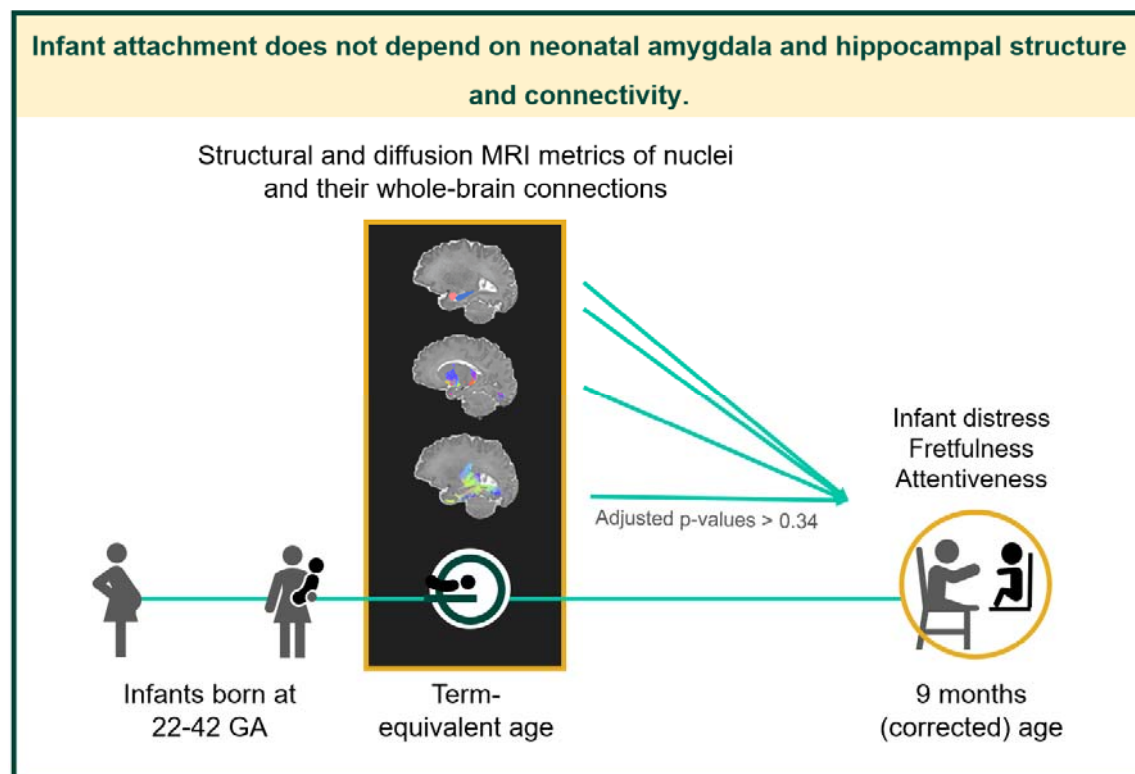 Infant attachment does not depend on neonatal amygdala and hippocampal structure
and connectivity.
Structural and diffusion MRI metrics of nuclei
and their whole-brain connections
Infant distress
Fretfulness
Attentiveness
Adjusted p-values > 0.34
Infants born at
22-42 GA
Term-
equivalent age
9 months
(corrected) age